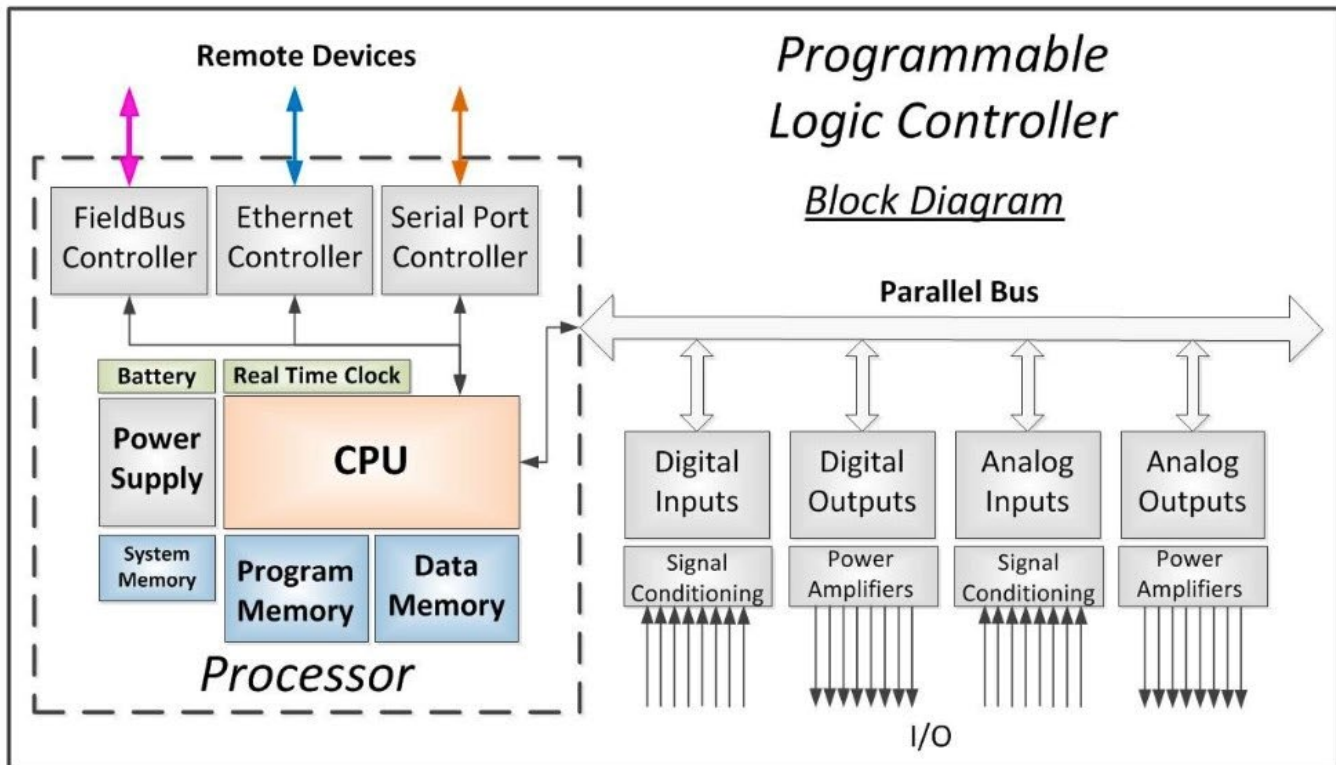 Remote Devices
Programmable
Logic Controller
Block Diagram
FieldBus
Controller
Ethernet
Controller
Serial Port
Controller
Parallel Bus
Battery
Real Time Clock
Power
Supply
CPU
Digital
Inputs
Digital
Outputs
Analog
Inputs
Analog
Outputs
System
Memory
Program
Memory
Data
Memory
Signal
Conditioning
Power
Amplifiers
Signal
Conditioning
Power
Amplifiers
Processor
I/O